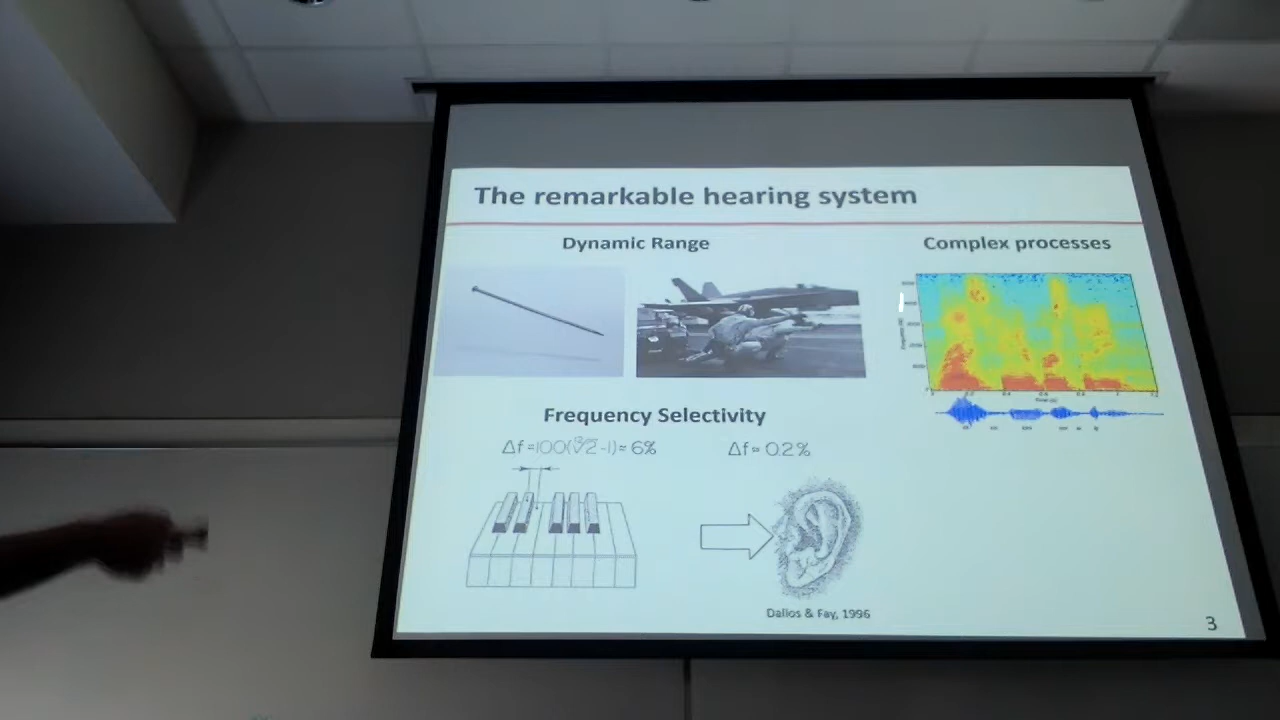 The remarkable hearing system
Dynamic Range
Complex processes
Frequency Selectivity
Δf =100(¹²√2 -1)≈ 6%
Δf ≈ 0.2%
Dallos & Fay, 1996
3